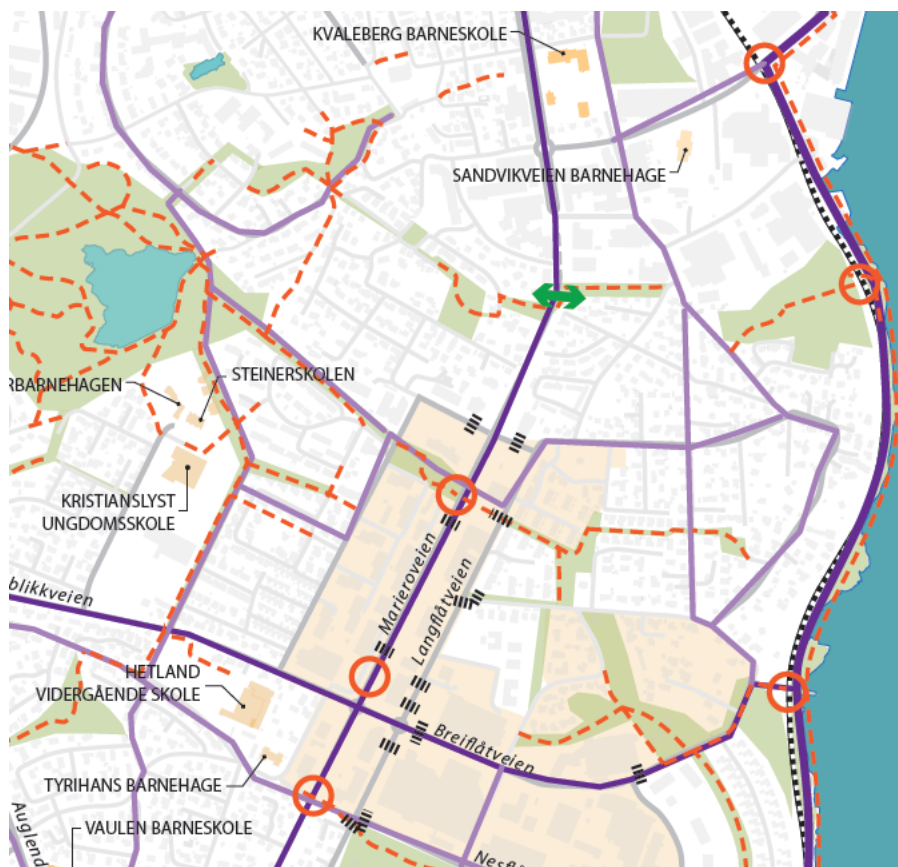 KVALEBERG BARNESKOLE
SANDVIKVEIEN BARNEHAGE
RBARNEHAGEN
STEINERSKOLEN
KRISTIANSLYST
UNGDOMSSKOLE
blikkveien
Marieroveien
Langflåtveien
HETLAND
VIDERGÅENDE SKOLE
Breiflåtveien
TYRIHANS BARNEHAGE
VAULEN BARNESKOLE
Auglend
Nesflå